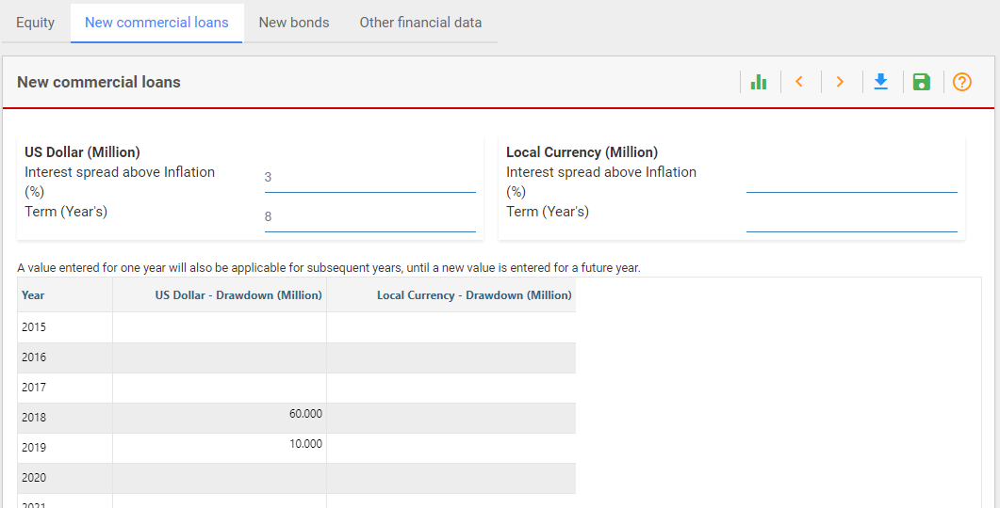 Equity New commercial loans New bonds Other financial data
New commercial loans
US Dollar (Million)
Interest spread above Inflation
(%)
3
Term (Year's)
8
Local Currency (Million)
Interest spread above Inflation
(%)
Term (Year's)
A value entered for one year will also be applicable for subsequent years, until a new value is entered for a future year.
Year US Dollar - Drawdown (Million) Local Currency - Drawdown (Million)
2015
2016
2017
2018 60.000
2019 10.000
2020
2021